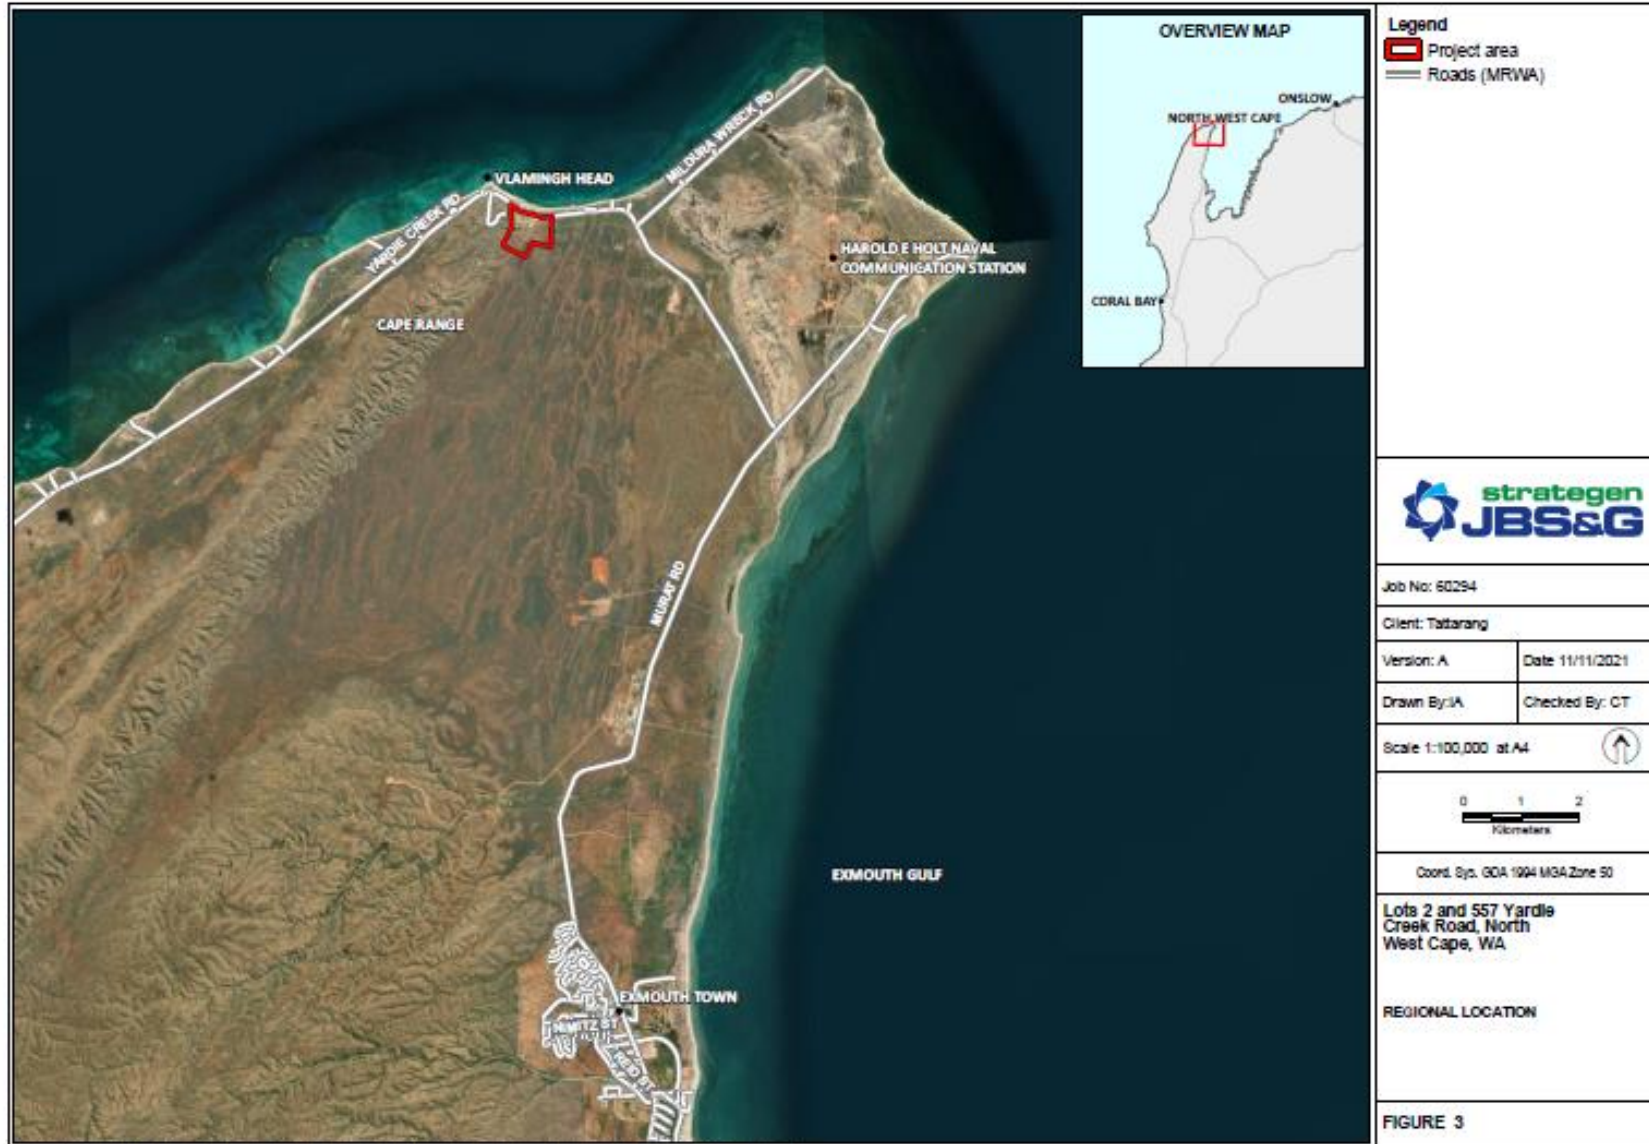 OVERVIEW MAP
ONSLOW
NORTH WEST CAPE
CORAL BAY
MILDURA WRECK RD
VLAMINGH HEAD
YARDIE CREEK RD
HAROLD E HOLT NAVAL
COMMUNICATION STATION
CAPE RANGE
MURAT RD
EXMOUTH GULF
EXMOUTH TOWN
NIMITZ ST
REID ST
Legend
Project area
Roads (MRWA)
strategen
JBS&G
Job No: 60294
Client: Tattarang
Version: A
Date 11/11/2021
Drawn By:IA
Checked By: CT
Scale 1:100,000 at A4
0 1 2
Kilometers
Coord. Sys. GDA 1994 MGA Zone 50
Lots 2 and 557 Yardie
Creek Road, North
West Cape, WA
REGIONAL LOCATION
FIGURE 3